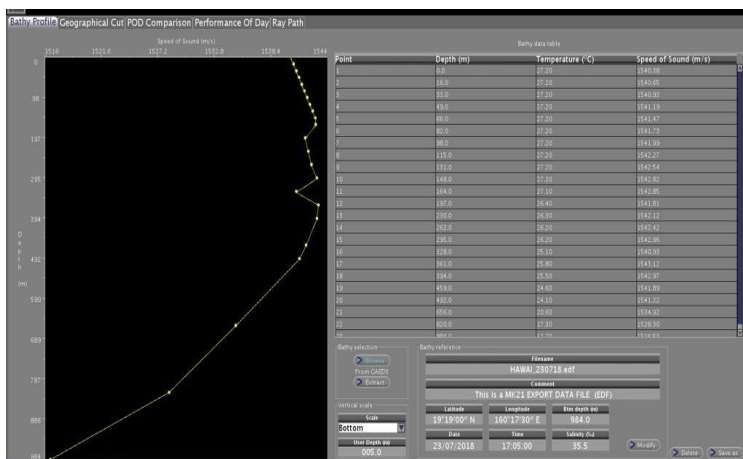 Bathy Profile Geographical Cut POD Comparison Performance Of Day Ray Path
Speed of Sound (m/s)
1516 1521.6 1527.2 1532.8 1538.4 1544
0
98
197
295
394
492
590
689
787
886
984
Depth (m)
Bathy data table
Point Depth (m) Temperature (°C) Speed of Sound (m/s)
1 0.0 27.20 1540.38
2 16.0 27.20 1540.65
3 33.0 27.20 1540.93
4 49.0 27.20 1541.19
5 66.0 27.20 1541.47
6 82.0 27.20 1541.73
7 98.0 27.20 1541.99
8 115.0 27.20 1542.27
9 131.0 27.20 1542.54
10 148.0 27.20 1542.82
11 164.0 27.10 1542.85
12 197.0 26.40 1541.81
13 230.0 26.30 1542.12
14 262.0 26.20 1542.42
15 295.0 26.20 1542.96
16 328.0 25.10 1540.93
17 361.0 25.80 1543.12
18 394.0 25.50 1542.97
19 459.0 24.60 1541.89
20 492.0 24.10 1541.22
21 656.0 20.60 1534.92
22 820.0 17.30 1528.30
Bathy selection
Browse
From CAEDS
Extract
Vertical scale
Scale
Bottom
User Depth (m)
005.0
Bathy reference
Filename
HAWAI_230718.edf
Comment
This is a MK21 EXPORT DATA FILE (EDF)
Latitude Longitude Btm depth (m)
19°19'00" N 160°17'30" E 984.0
Date Time Salinity (‰)
23/07/2018 17:05:00 35.5
Modify
Delete Save as